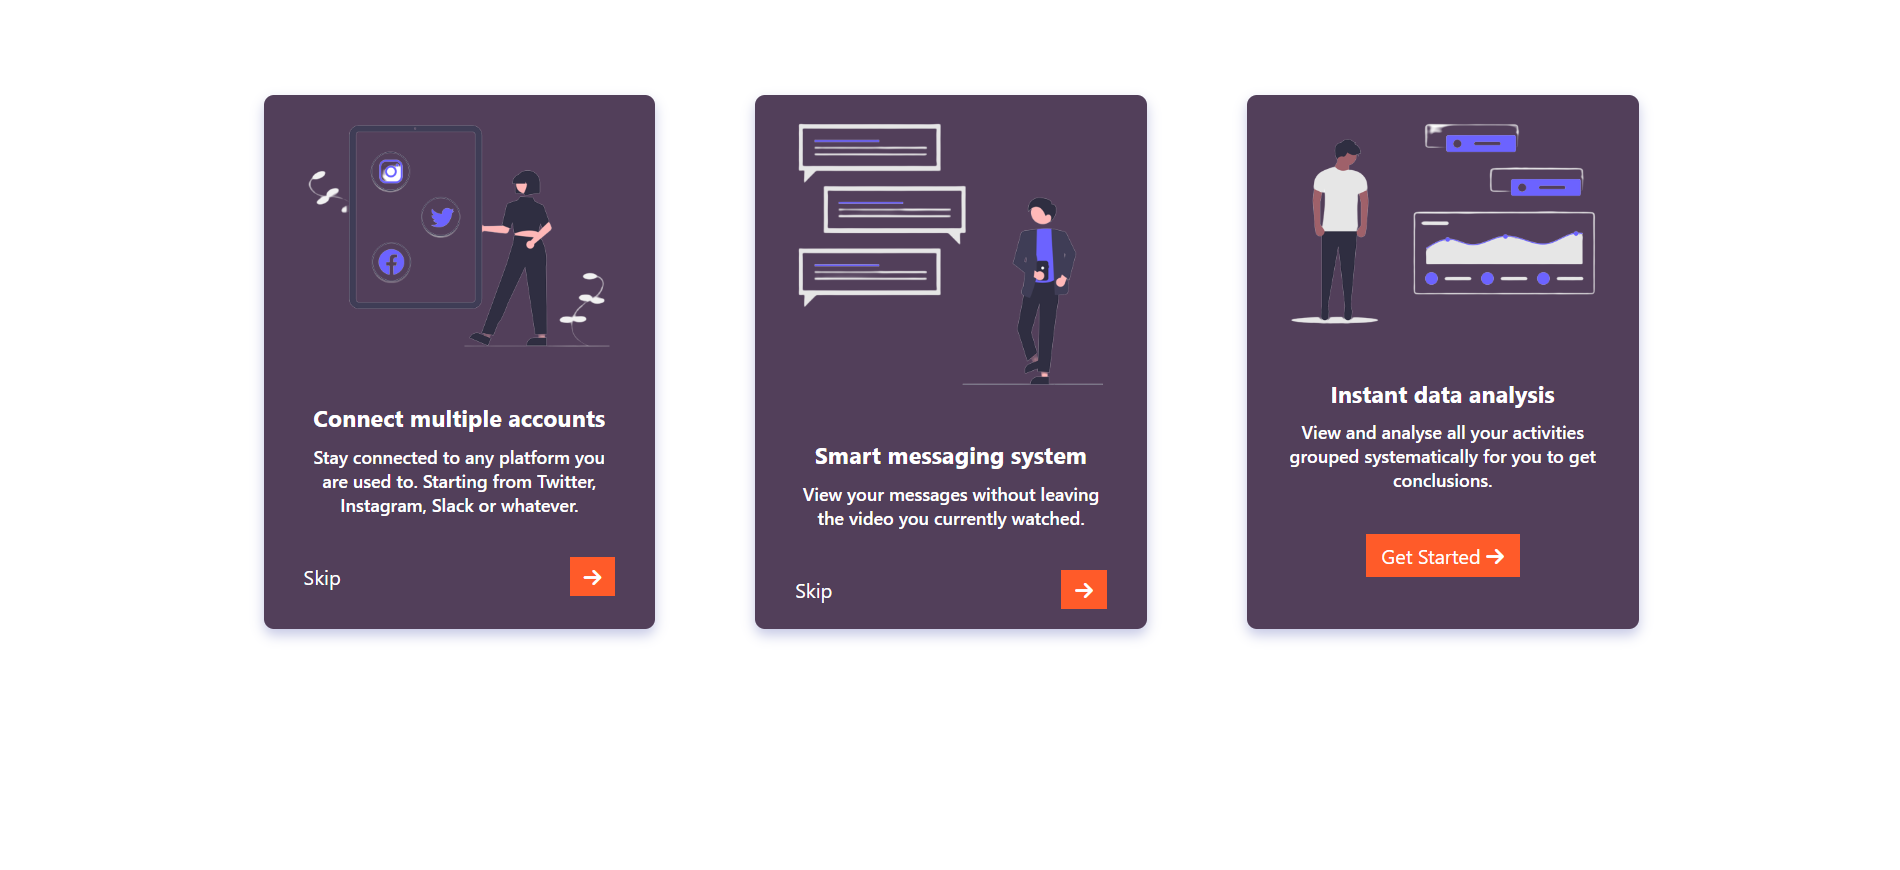 Connect multiple accounts
Stay connected to any platform you
are used to. Starting from Twitter,
Instagram, Slack or whatever.
Skip
Smart messaging system
View your messages without leaving
the video you currently watched.
Skip
Instant data analysis
View and analyse all your activities
grouped systematically for you to get
conclusions.
Get Started